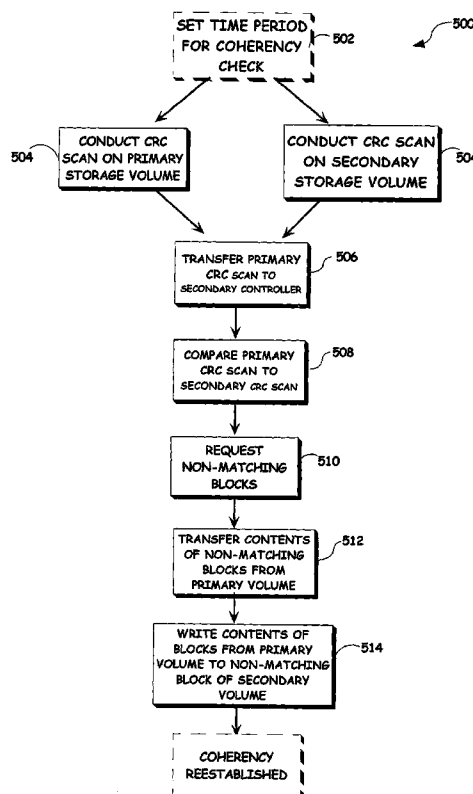 SET TIME PERIOD
FOR COHERENCY
CHECK
502
500
504
CONDUCT CRC
SCAN ON PRIMARY
STORAGE VOLUME
CONDUCT CRC SCAN
ON SECONDARY
STORAGE VOLUME
504
TRANSFER PRIMARY
CRC SCAN TO
SECONDARY CONTROLLER
506
COMPARE PRIMARY
CRC SCAN TO
SECONDARY CRC SCAN
508
REQUEST
NON-MATCHING
BLOCKS
510
TRANSFER CONTENTS
OF NON-MATCHING
BLOCKS FROM
PRIMARY VOLUME
512
WRITE CONTENTS OF
BLOCKS FROM PRIMARY
VOLUME TO NON-MATCHING
BLOCK OF SECONDARY
VOLUME
514
COHERENCY
REESTABLISHED